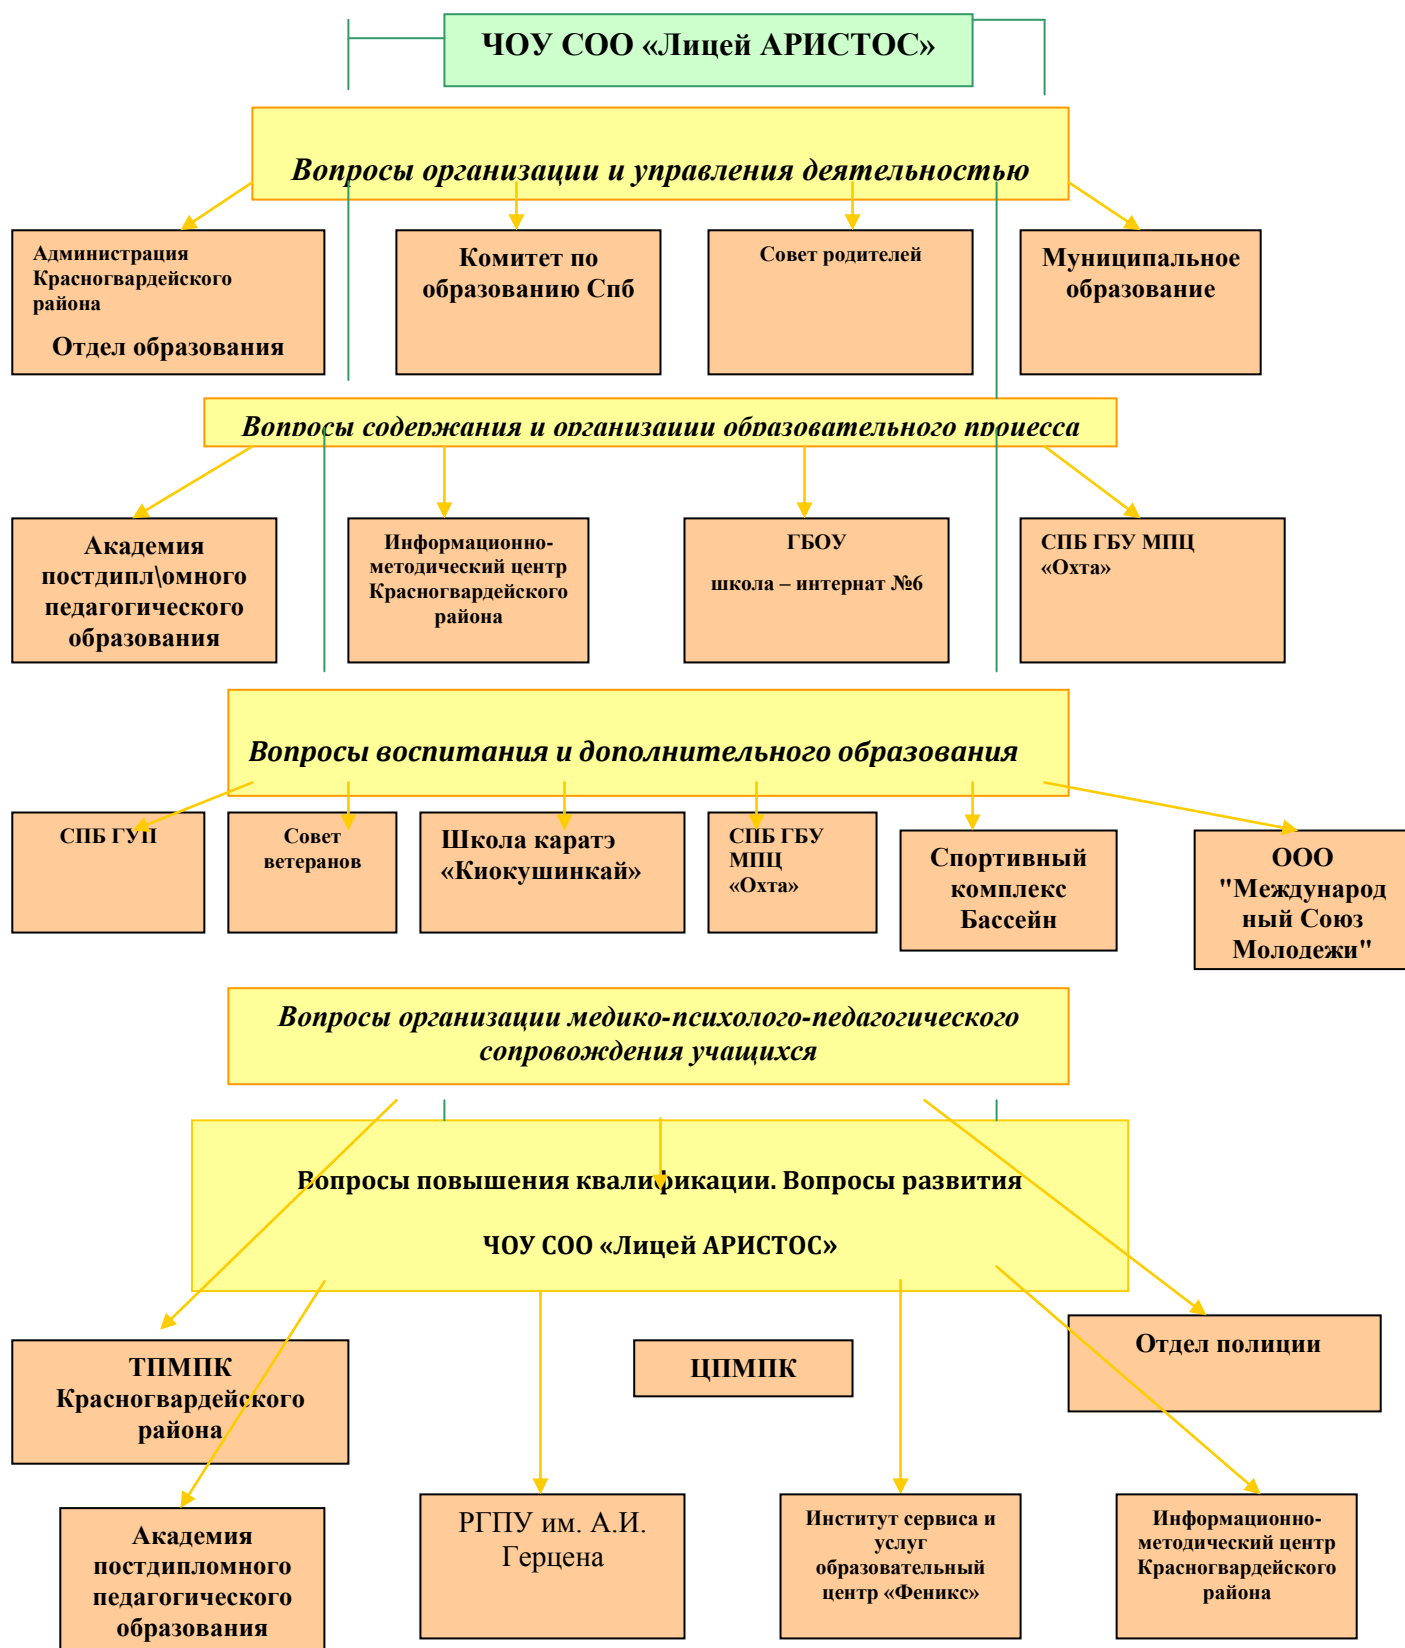 ЧОУ СОО «Лицей АРИСТОС»
Вопросы организации и управления деятельностью
Администрация
Красногвардейского
района
Отдел образования
Комитет по
образованию Спб
Совет родителей
Муниципальное
образование
Вопросы содержания и организации образовательного процесса
Академия
постдипл\омного
педагогического
образования
Информационно-
методический центр
Красногвардейского
района
ГБОУ
школа – интернат №6
СПБ ГБУ МПЦ
«Охта»
Вопросы воспитания и дополнительного образования
СПБ ГУП
Совет
ветеранов
Школа каратэ
«Киокушинкай»
СПБ ГБУ
МПЦ
«Охта»
Спортивный
комплекс
Бассейн
ООО
"Международ
ный Союз
Молодежи"
Вопросы организации медико-психолого-педагогического
сопровождения учащихся
Вопросы повышения квалификации. Вопросы развития
ЧОУ СОО «Лицей АРИСТОС»
ТПМПК
Красногвардейского
района
ЦПМПК
Отдел полиции
Академия
постдипломного
педагогического
образования
РГПУ им. А.И.
Герцена
Институт сервиса и
услуг
образовательный
центр «Феникс»
Информационно-
методический центр
Красногвардейского
района